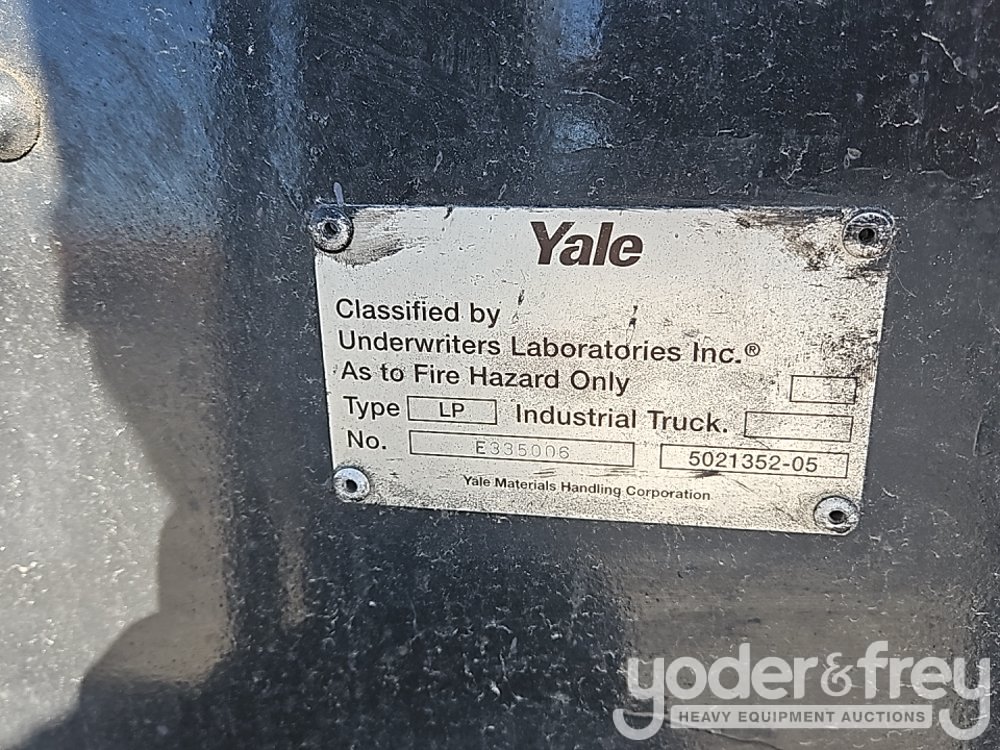 Yale
Classified by
Underwriters Laboratories Inc.®
As to Fire Hazard Only
Type LP Industrial Truck.
No. E335006 5021352-05
Yale Materials Handling Corporation
yoder&frey
HEAVY EQUIPMENT AUCTIONS